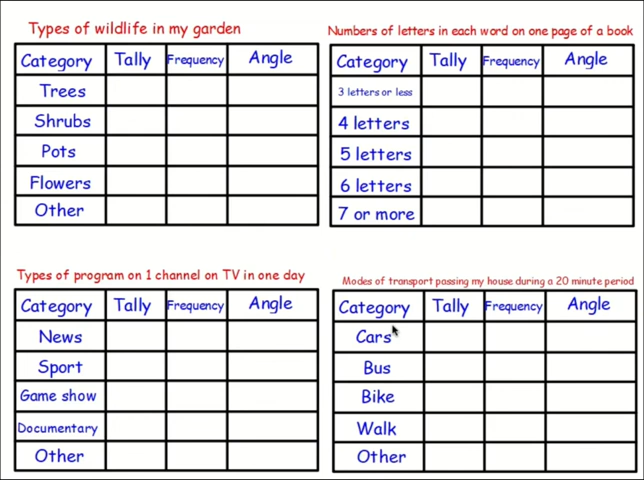 Types of wildlife in my garden
Category Tally Frequency Angle
Trees
Shrubs
Pots
Flowers
Other
Numbers of letters in each word on one page of a book
Category Tally Frequency Angle
3 letters or less
4 letters
5 letters
6 letters
7 or more
Types of program on 1 channel on TV in one day
Category Tally Frequency Angle
News
Sport
Game show
Documentary
Other
Modes of transport passing my house during a 20 minute period
Category Tally Frequency Angle
Cars
Bus
Bike
Walk
Other